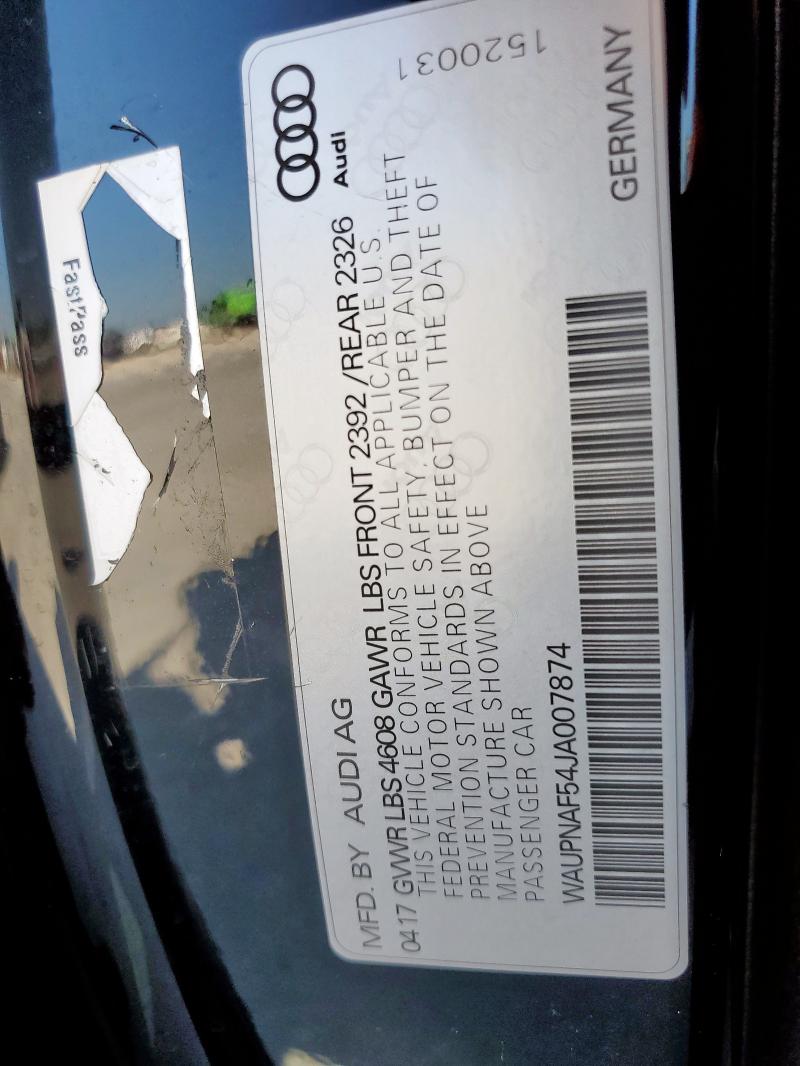 FastPass
Audi
1520031
MFD. BY AUDI AG
0417 GVWR LBS 4608 GAWR LBS FRONT 2392 /REAR 2326
THIS VEHICLE CONFORMS TO ALL APPLICABLE U.S.
FEDERAL MOTOR VEHICLE SAFETY, BUMPER AND THEFT
PREVENTION STANDARDS IN EFFECT ON THE DATE OF
MANUFACTURE SHOWN ABOVE
PASSENGER CAR
WAUPNAF54JA007874
GERMANY